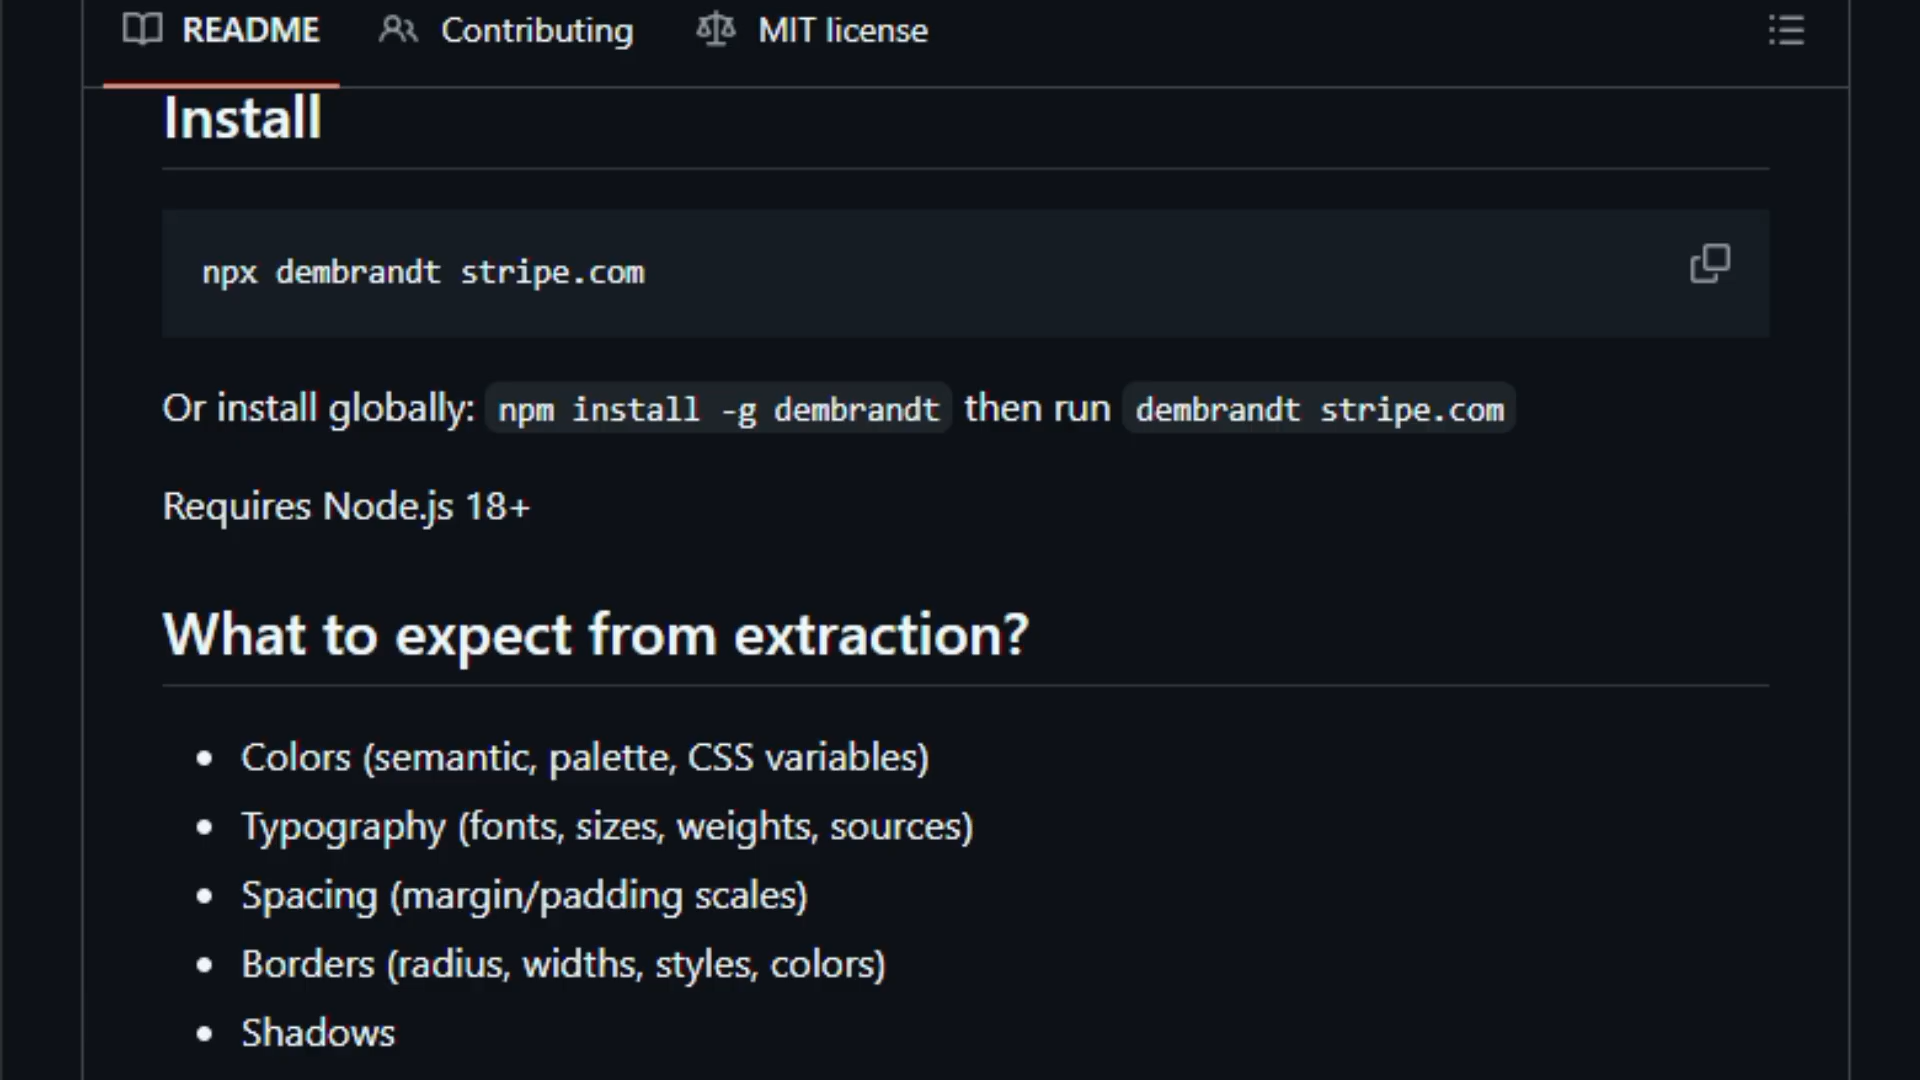 README Contributing MIT license
Install
npx dembrandt stripe.com
Or install globally: npm install -g dembrandt then run dembrandt stripe.com
Requires Node.js 18+
What to expect from extraction?
Colors (semantic, palette, CSS variables)
Typography (fonts, sizes, weights, sources)
Spacing (margin/padding scales)
Borders (radius, widths, styles, colors)
Shadows